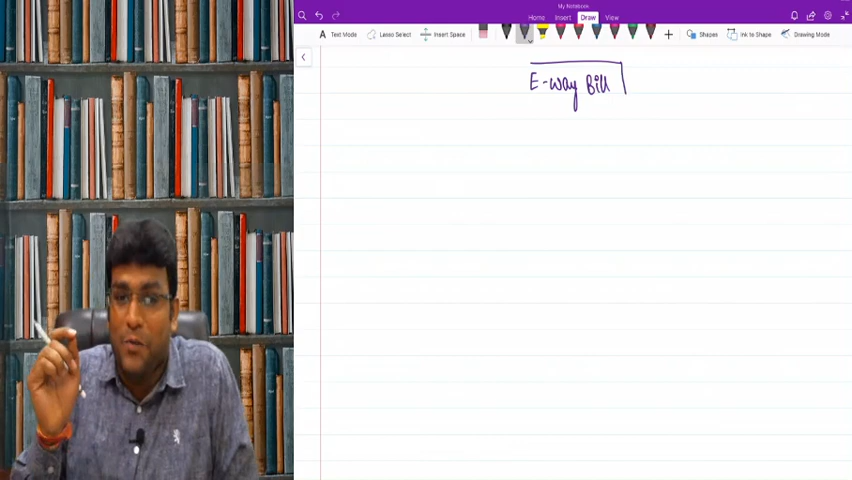 My Notebook
Home Insert Draw View
A Text Mode Lasso Select Insert Space + Shapes Ink to Shape Drawing Mode
E-way Bill